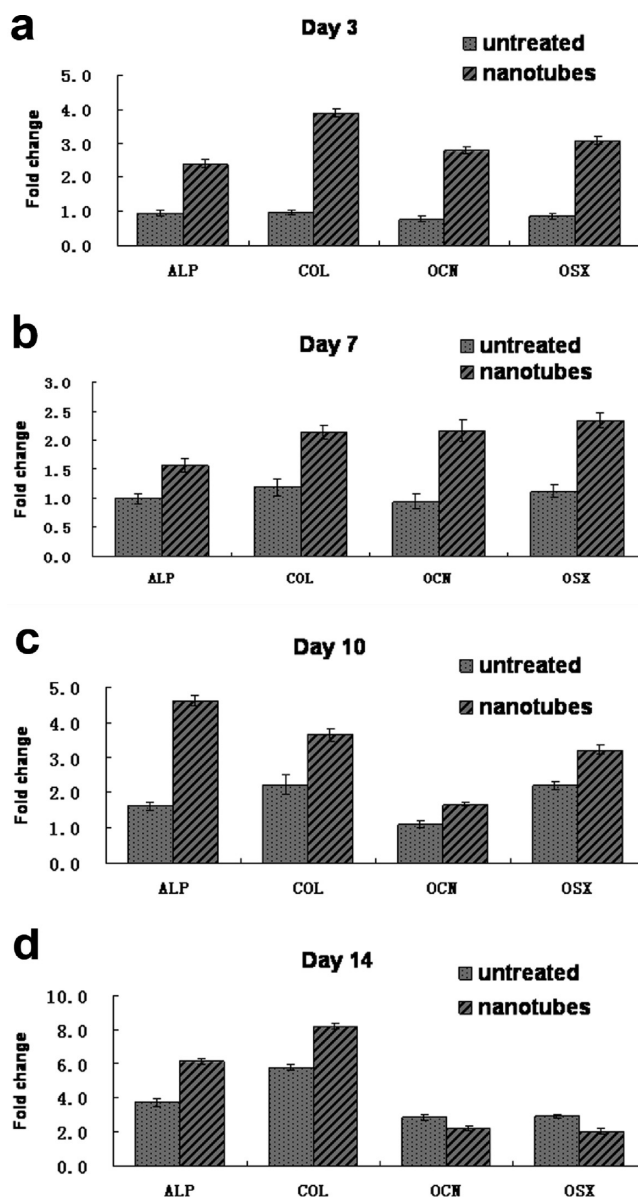 a
Day 3
untreated
nanotubes
Fold change
5.0
4.0
3.0
2.0
1.0
0.0
ALP COL OCN OSX
b
Day 7
untreated
nanotubes
Fold change
3.0
2.5
2.0
1.5
1.0
0.5
0.0
ALP COL OCN OSX
c
Day 10
untreated
nanotubes
Fold change
5.0
4.0
3.0
2.0
1.0
0.0
ALP COL OCN OSX
d
Day 14
untreated
nanotubes
Fold change
10.0
8.0
6.0
4.0
2.0
0.0
ALP COL OCN OSX